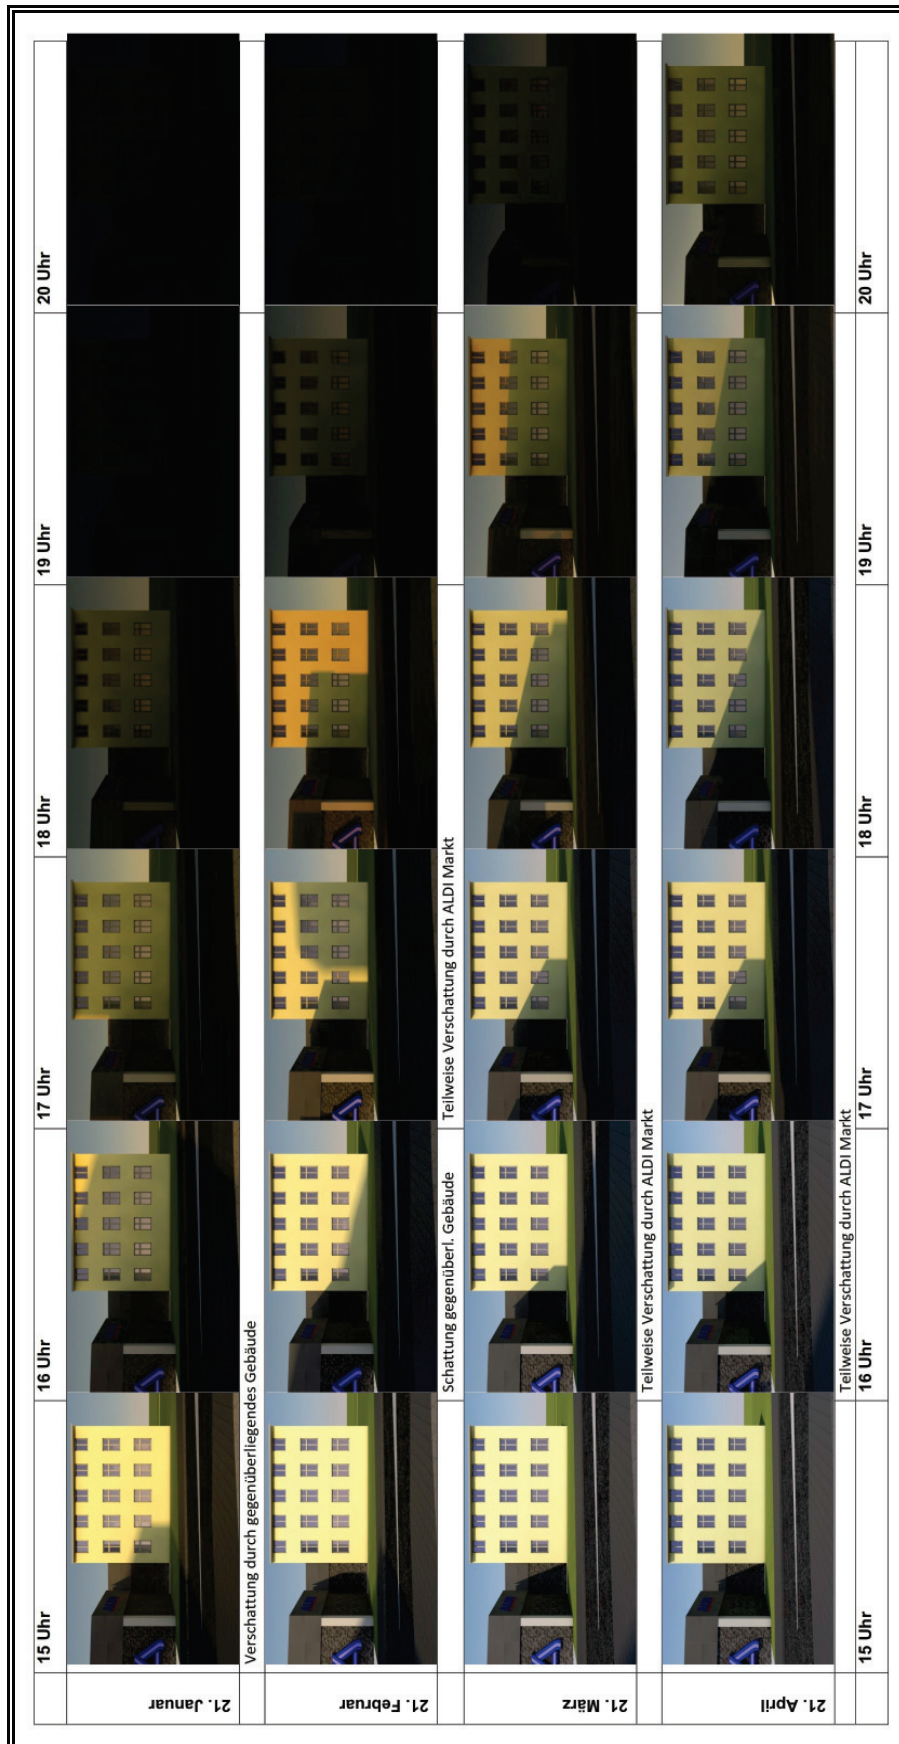 15 Uhr 16 Uhr 17 Uhr 18 Uhr 19 Uhr 20 Uhr
21. Januar
Verschattung durch gegenüberliegendes Gebäude
21. Februar
Schattung gegenüberl. Gebäude
Teilweise Verschattung durch ALDI Markt
21. März
Teilweise Verschattung durch ALDI Markt
21. April
Teilweise Verschattung durch ALDI Markt
15 Uhr 16 Uhr 17 Uhr 18 Uhr 19 Uhr 20 Uhr